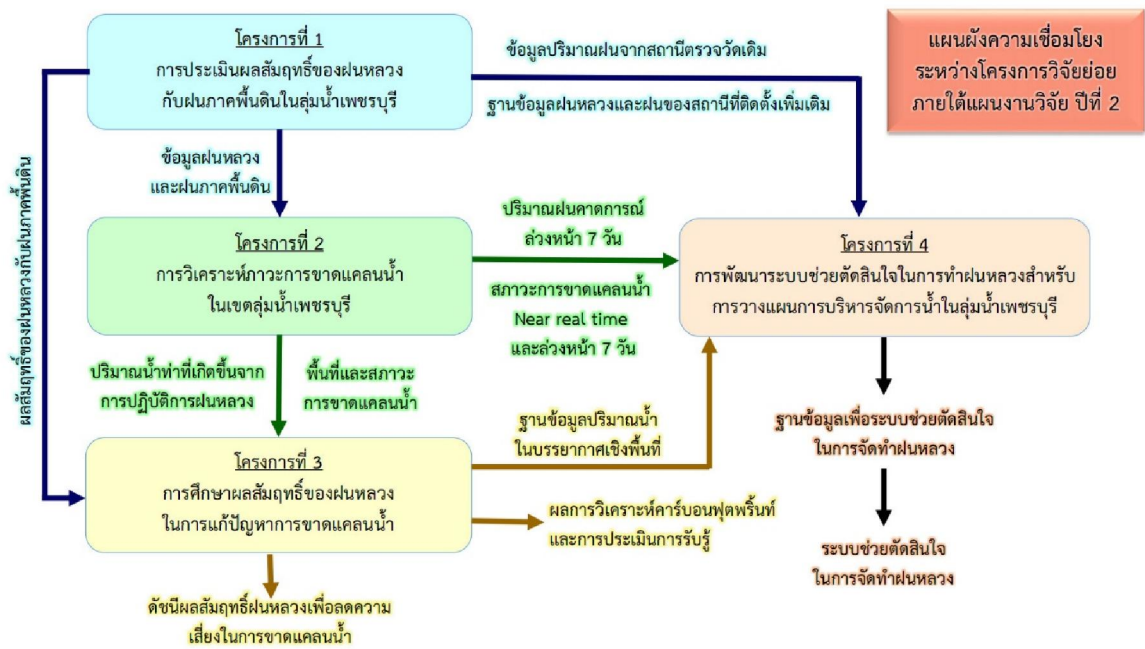 โครงการที่ 1
การประเมินผลสัมฤทธิ์ของฝนหลวง
กับฝนภาคพื้นดินในลุ่มน้ำเพชรบุรี
ข้อมูลปริมาณฝนจากสถานีตรวจวัดเดิม
ฐานข้อมูลฝนหลวงและฝนของสถานีที่ติดตั้งเพิ่มเติม
แผนผังความเชื่อมโยง
ระหว่างโครงการวิจัยย่อย
ภายใต้แผนงานวิจัย ปีที่ 2
ผลสัมฤทธิ์ของฝนหลวงกับฝนภาคพื้นดิน
ข้อมูลฝนหลวง
และฝนภาคพื้นดิน
โครงการที่ 2
การวิเคราะห์ภาวะการขาดแคลนน้ำ
ในเขตลุ่มน้ำเพชรบุรี
ปริมาณฝนคาดการณ์
ล่วงหน้า 7 วัน
สภาวะการขาดแคลนน้ำ
Near real time
และล่วงหน้า 7 วัน
โครงการที่ 4
การพัฒนาระบบช่วยตัดสินใจในการทำฝนหลวงสำหรับ
การวางแผนการบริหารจัดการน้ำในลุ่มน้ำเพชรบุรี
ปริมาณน้ำท่าที่เกิดขึ้นจาก
การปฏิบัติการฝนหลวง
พื้นที่และสภาวะ
การขาดแคลนน้ำ
โครงการที่ 3
การศึกษาผลสัมฤทธิ์ของฝนหลวง
ในการแก้ปัญหาการขาดแคลนน้ำ
ฐานข้อมูลปริมาณน้ำ
ในบรรยากาศเชิงพื้นที่
ผลการวิเคราะห์คาร์บอนฟุตพริ้นท์
และการประเมินการรับรู้
ดัชนีผลสัมฤทธิ์ฝนหลวงเพื่อลดความ
เสี่ยงในการขาดแคลนน้ำ
ฐานข้อมูลเพื่อระบบช่วยตัดสินใจ
ในการจัดทำฝนหลวง
ระบบช่วยตัดสินใจ
ในการจัดทำฝนหลวง